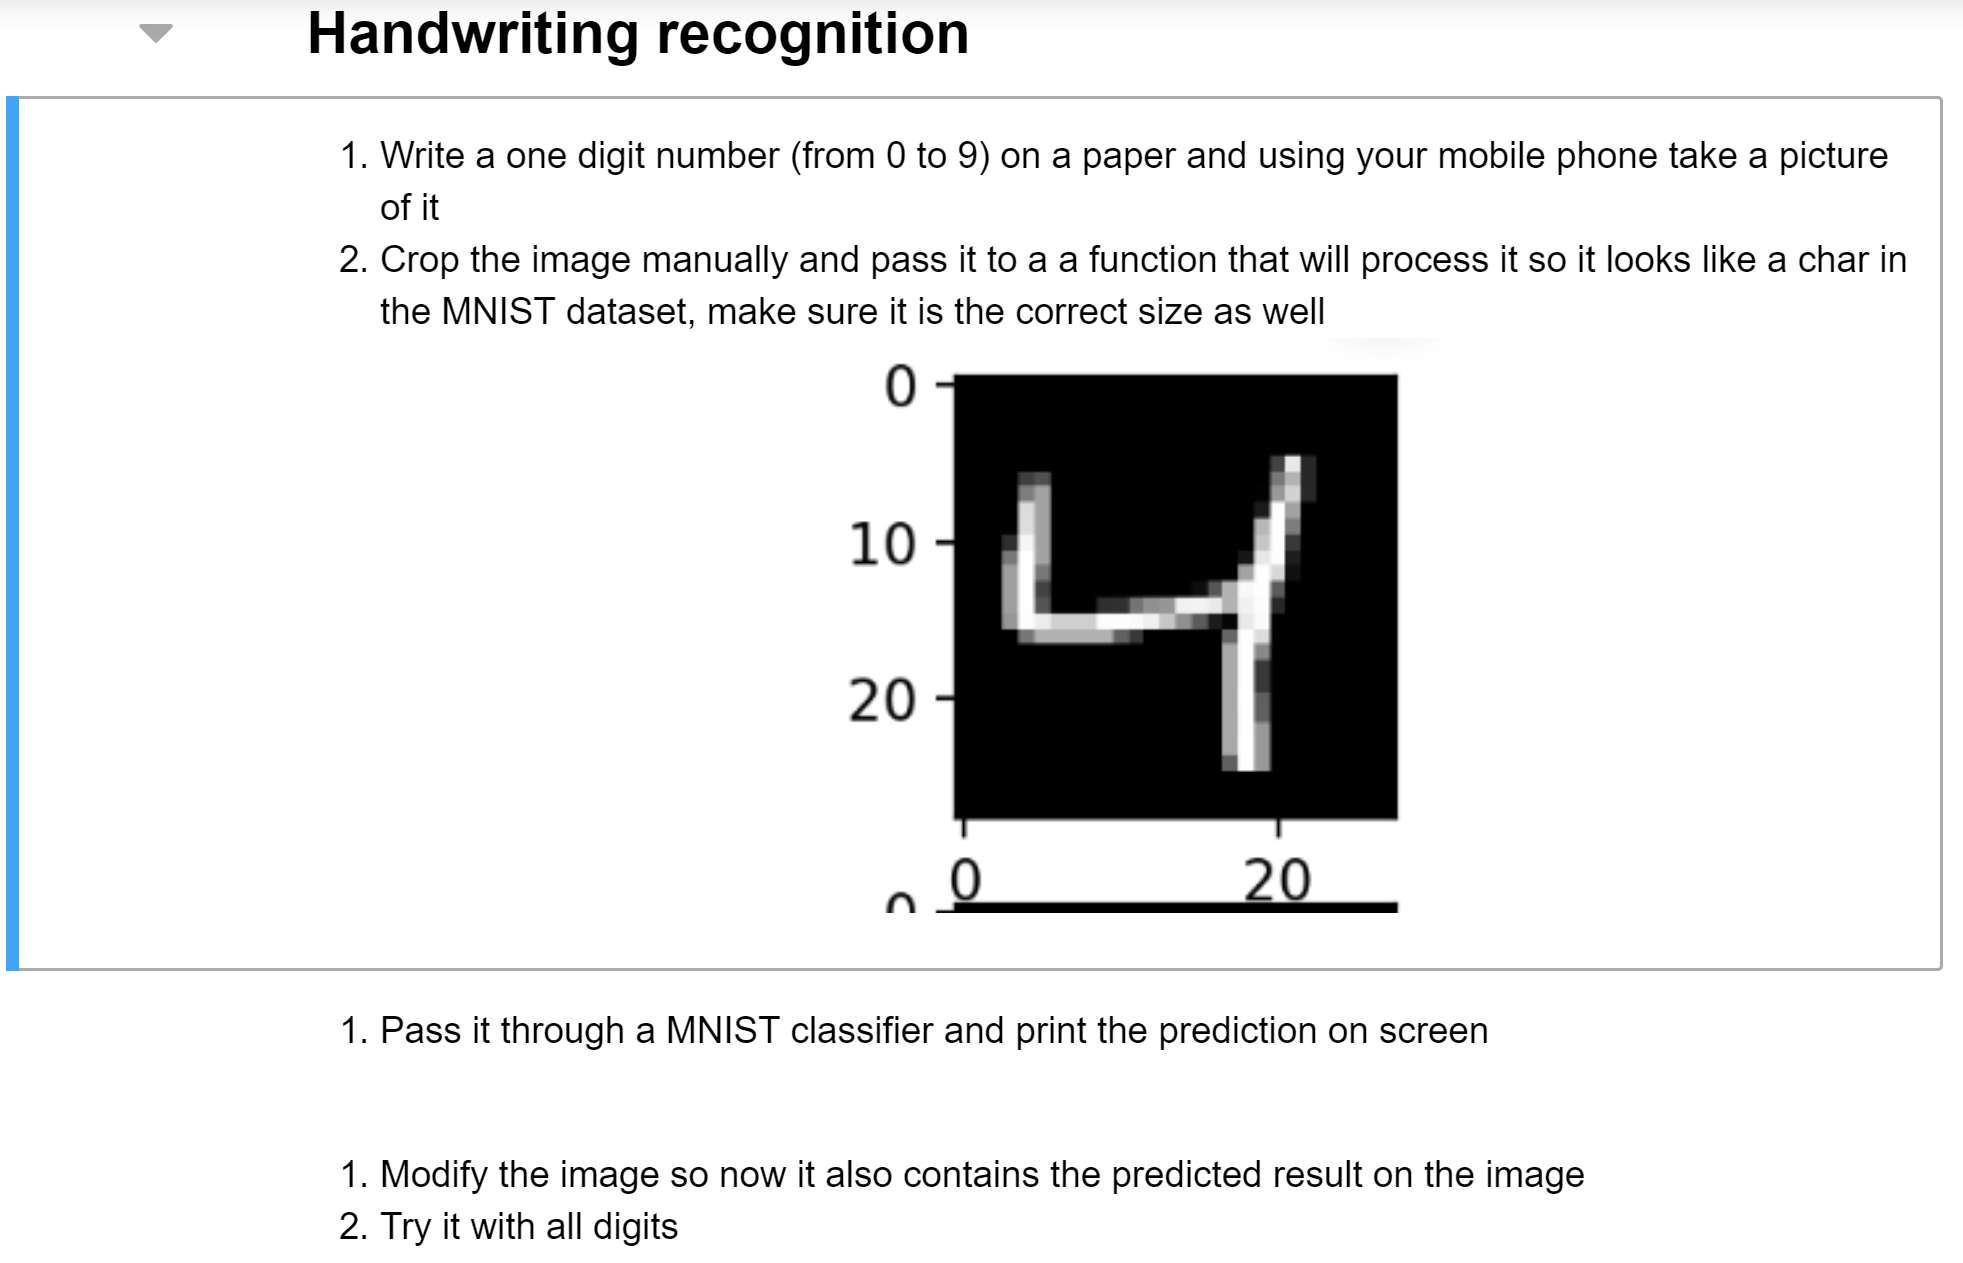 Handwriting recognition
1. Write a one digit number (from 0 to 9) on a paper and using your mobile phone take a picture
of it
2. Crop the image manually and pass it to a a function that will process it so it looks like a char in
the MNIST dataset, make sure it is the correct size as well
0
4
10
20
0 20
0
1. Pass it through a MNIST classifier and print the prediction on screen
1. Modify the image so now it also contains the predicted result on the image
2. Try it with all digits